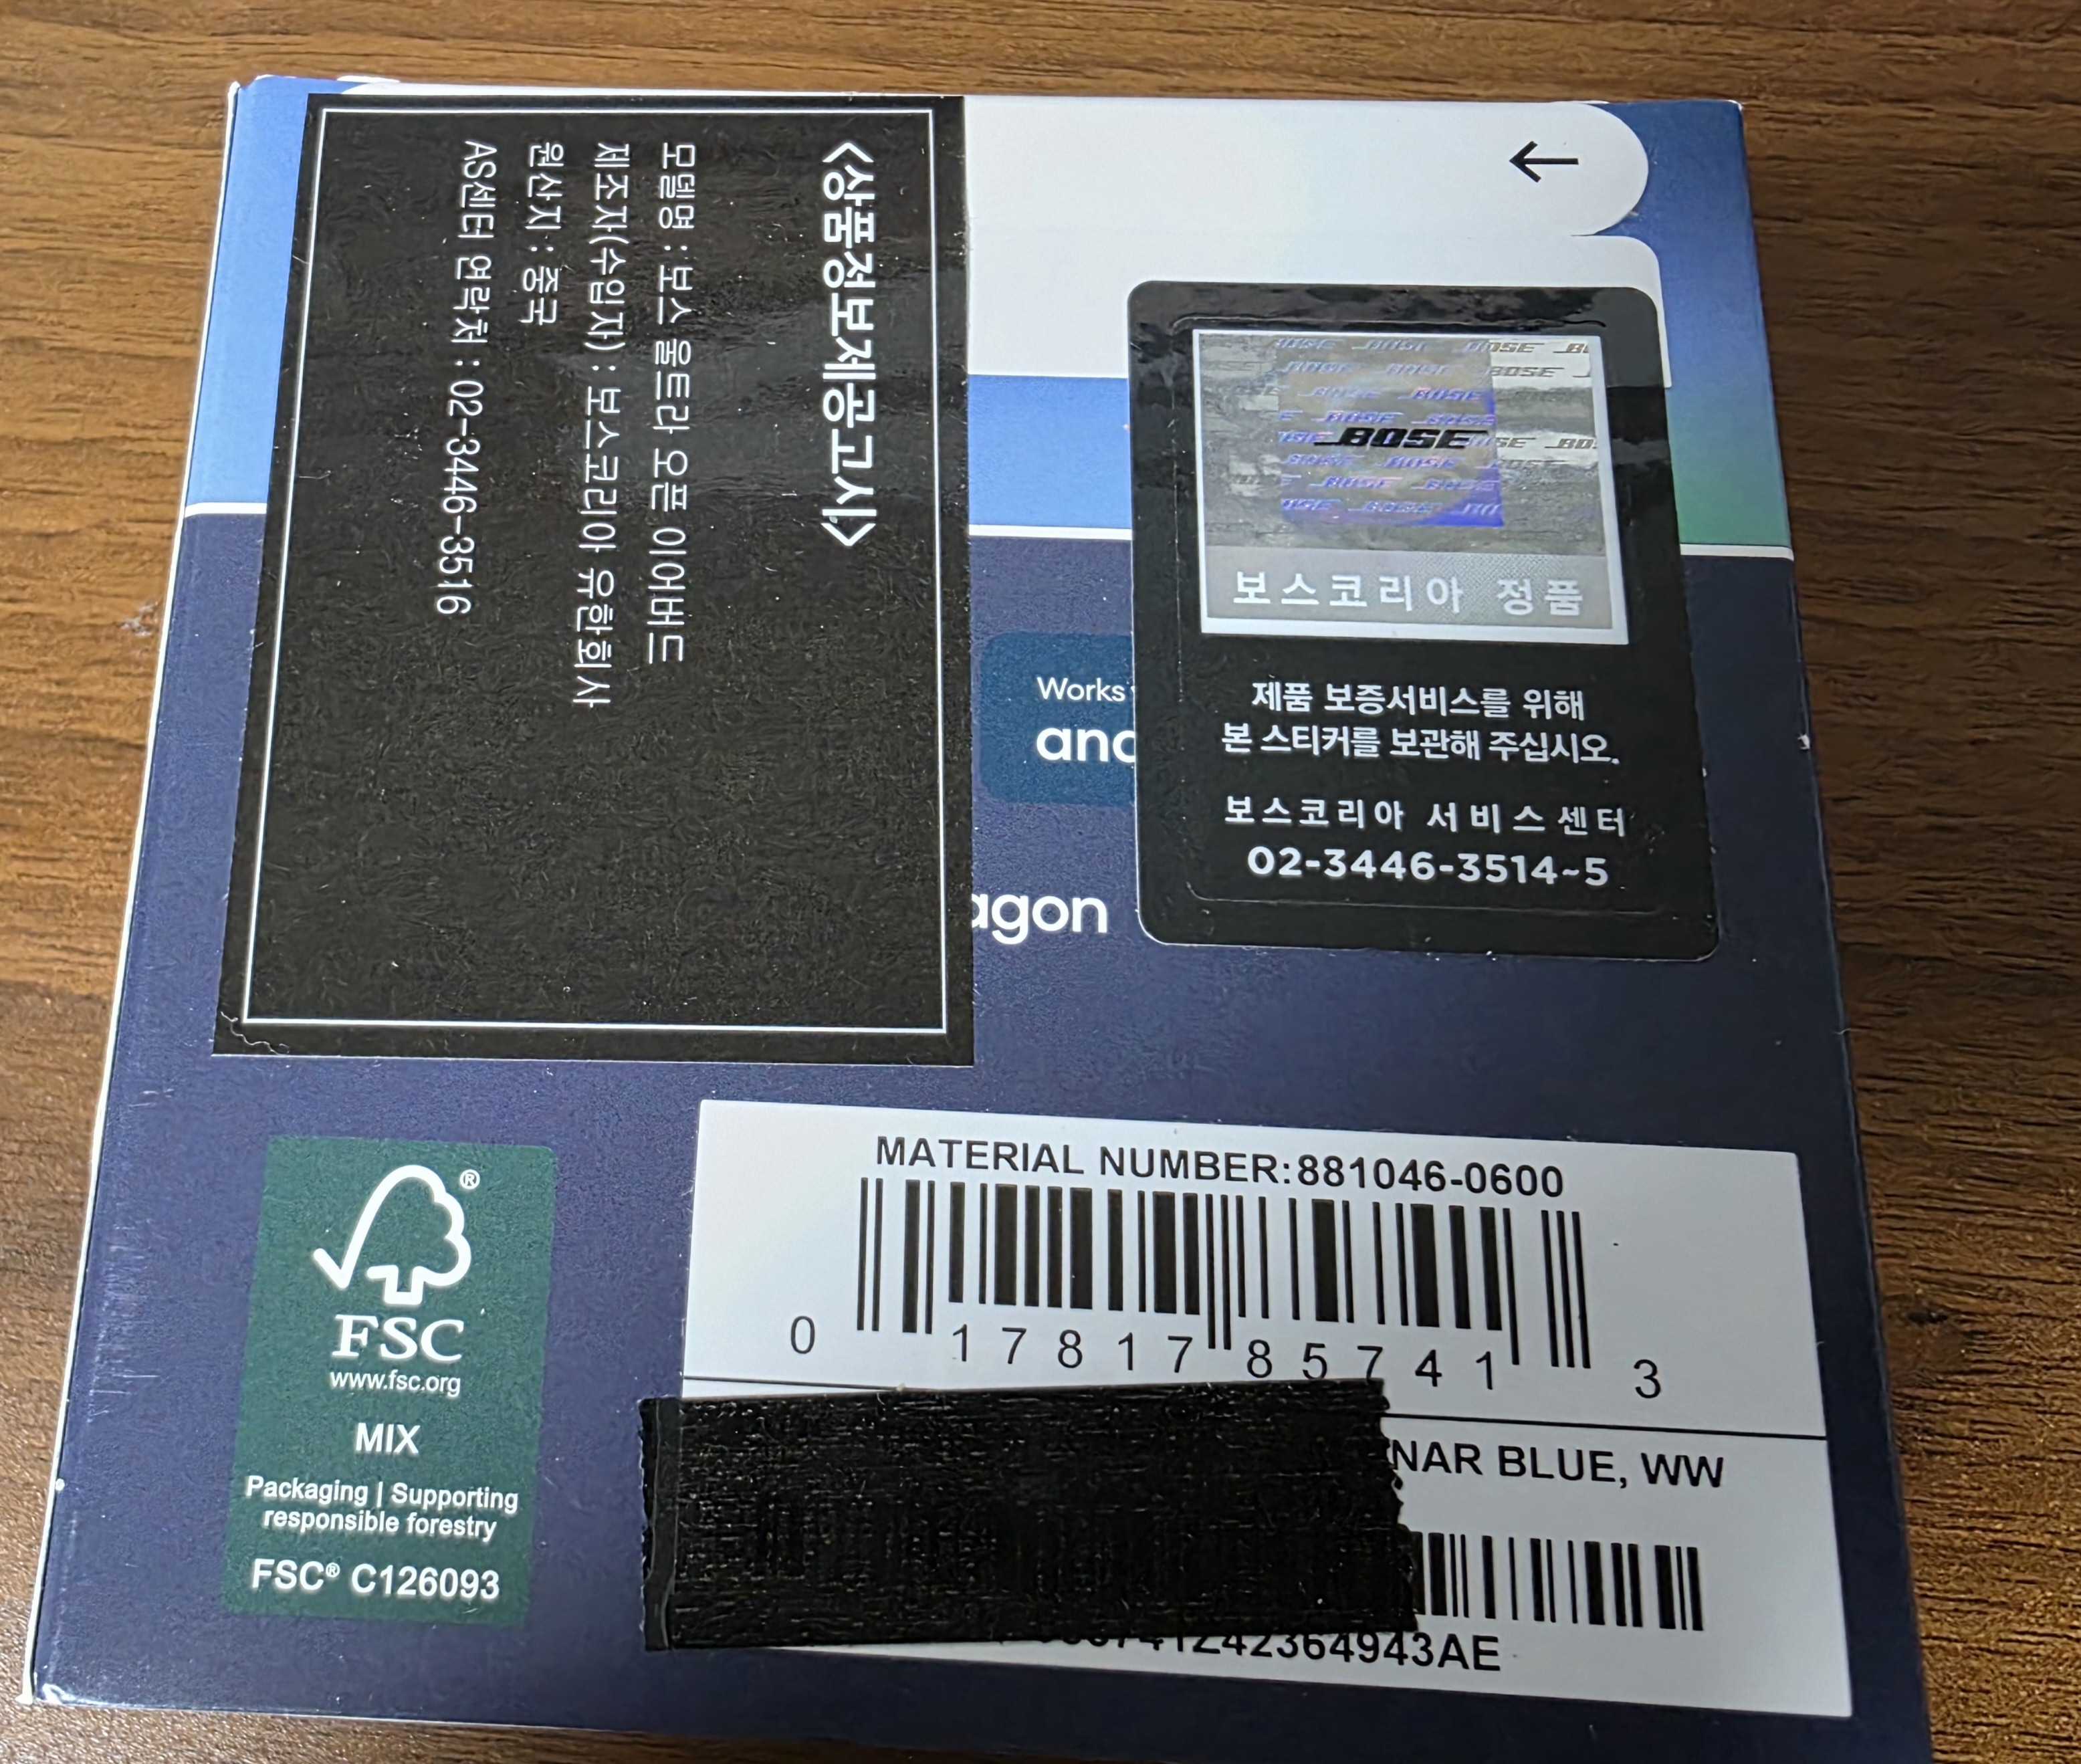 <상품정보제공고시>
모델명 : 보스 울트라 오픈 이어버드
제조자(수입자) : 보스코리아 유한회사
원산지 : 중국
AS센터 연락처 : 02-3446-3516
BOSE
보스코리아 정품
제품 보증서비스를 위해
본 스티커를 보관해 주십시오.
보스코리아 서비스센터
02-3446-3514~5
Works
agon
MATERIAL NUMBER:881046-0600
0 17817 85741 3
NAR BLUE, WW
741242364943AE
FSC®
www.fsc.org
MIX
Packaging | Supporting
responsible forestry
FSC® C126093